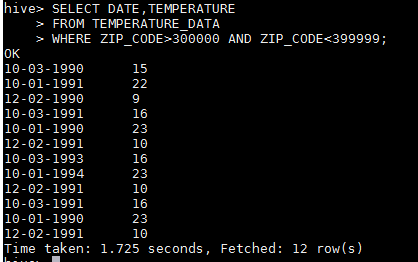 hive> SELECT DATE,TEMPERATURE
    > FROM TEMPERATURE_DATA
    > WHERE ZIP_CODE>300000 AND ZIP_CODE<399999;
OK
10-03-1990      15
10-01-1991      22
12-02-1990      9
10-03-1991      16
10-01-1990      23
12-02-1991      10
10-03-1993      16
10-01-1994      23
12-02-1991      10
10-03-1991      16
10-01-1990      23
12-02-1991      10
Time taken: 1.725 seconds, Fetched: 12 row(s)
hive>